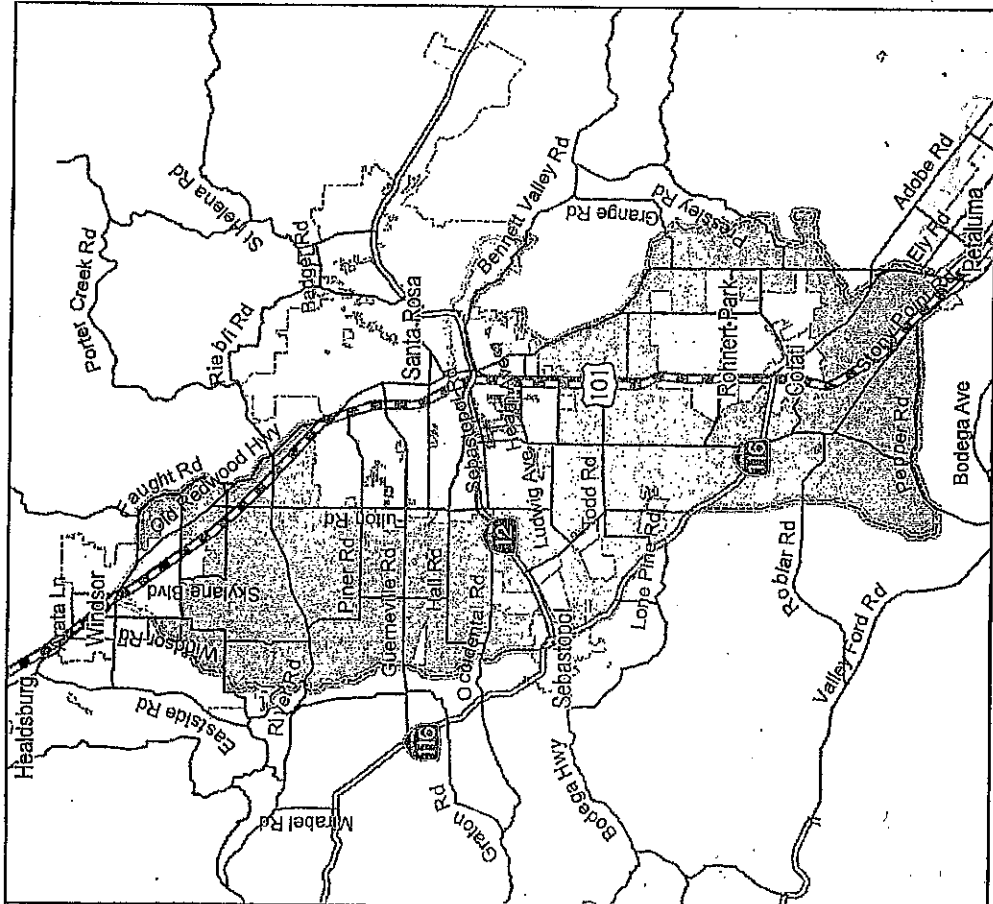 Healdsburg
Windsor
Windsor Rd
Skylane Blvd
Faught Rd
Old Redwood Hwy
Porter Creek Rd
St Helena Rd
Riebli Rd
Badger Rd
Eastside Rd
River Rd
Mirabel Rd
Fulton Rd
Piner Rd
Guerneville Rd
Hall Rd
Occidental Rd
Santa Rosa
Sebastopol Rd
116
12
101
Graton Rd
Ludwig Ave
Hearn Ave
Todd Rd
Bennett Valley Rd
Grange Rd
Pressley Rd
Sebastopol
Lone Pine Rd
Bodega Hwy
Rohnert Park
Cotati
116
Roblar Rd
Stony Point Rd
Adobe Rd
Ely Rd
Petaluma
Pepper Rd
Valley Ford Rd
Bodega Ave